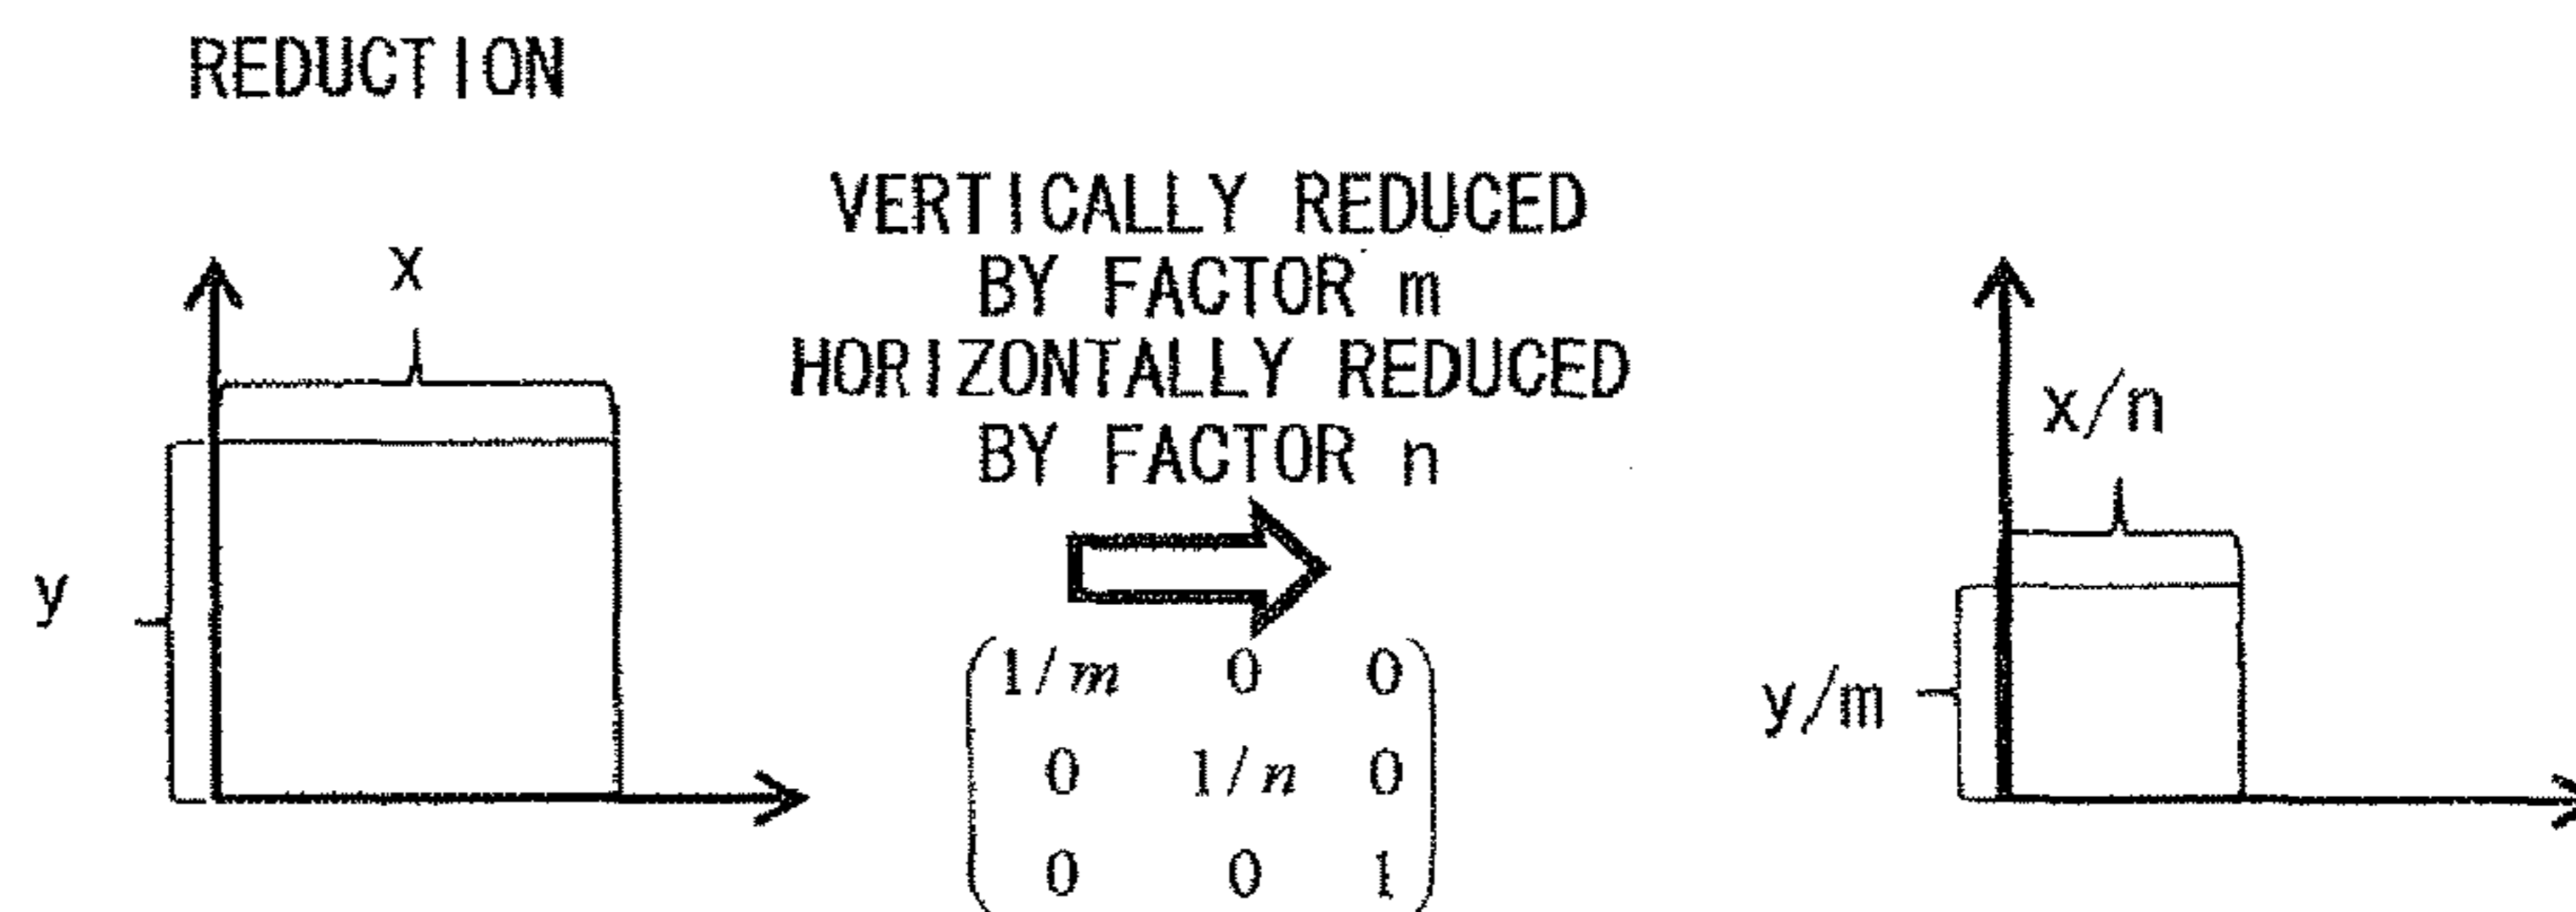 REDUCTION
VERTICALLY REDUCED
BY FACTOR m
HORIZONTALLY REDUCED
BY FACTOR n
x
y
1/m 0 0
0 1/n 0
0 0 1
x/n
y/m